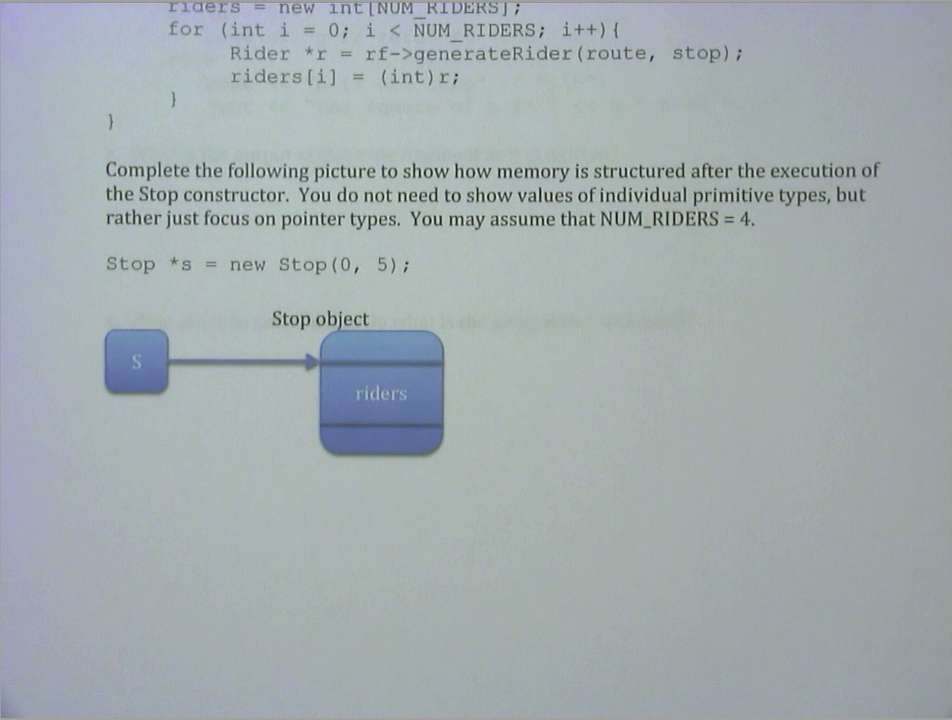 riders = new int[NUM_RIDERS];
for (int i = 0; i < NUM_RIDERS; i++){
Rider *r = rf->generateRider(route, stop);
riders[i] = (int)r;
}
}
Complete the following picture to show how memory is structured after the execution of
the Stop constructor. You do not need to show values of individual primitive types, but
rather just focus on pointer types. You may assume that NUM_RIDERS = 4.
Stop *s = new Stop(0, 5);
Stop object
S
riders